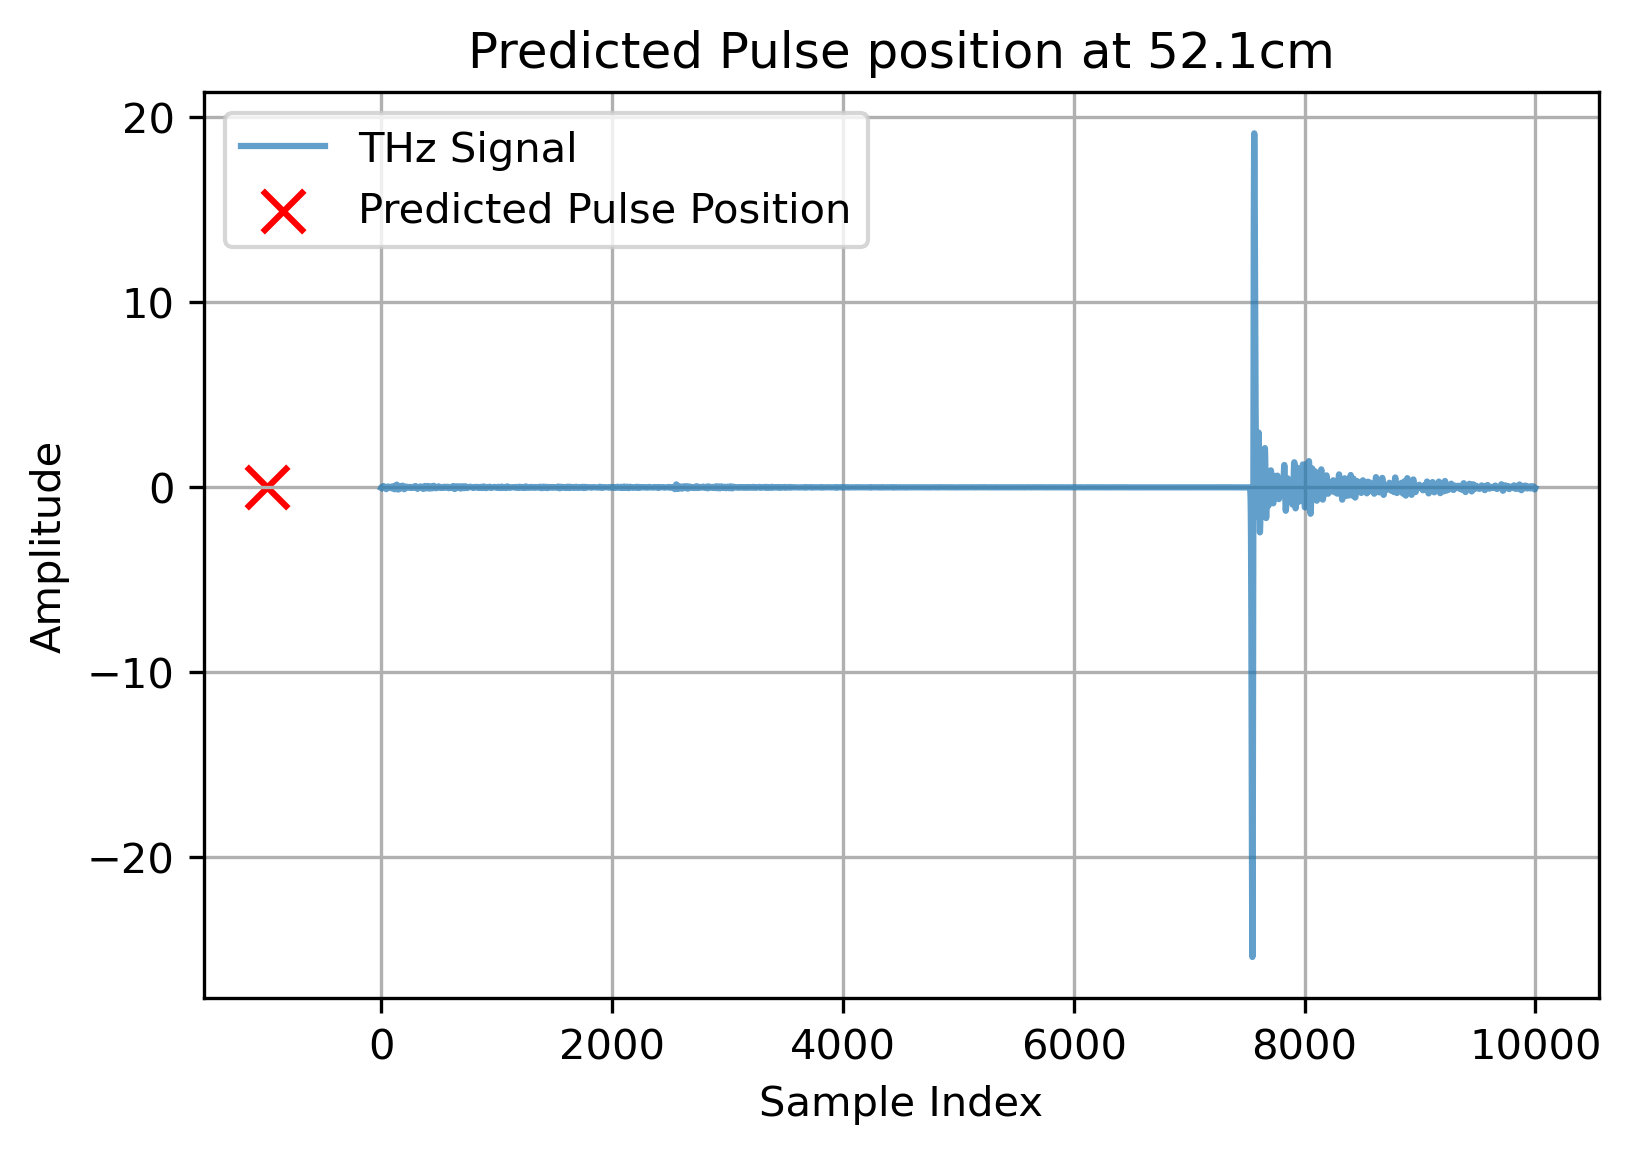 Predicted Pulse position at 52.1cm
THz Signal
Predicted Pulse Position
20
10
0
−10
−20
Amplitude
0 2000 4000 6000 8000 10000
Sample Index